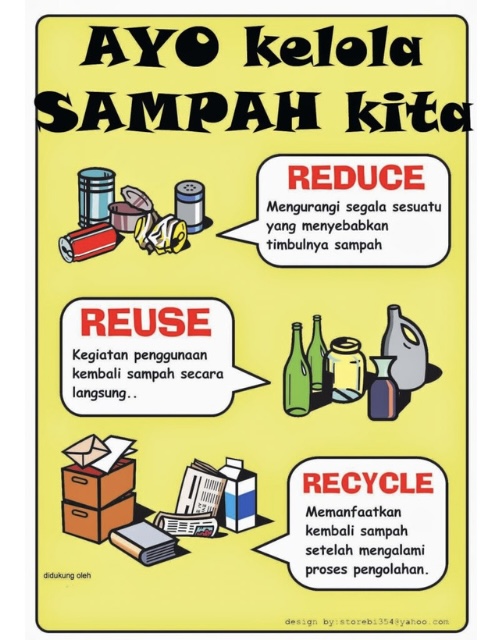 AYO kelola
SAMPAH kita
REDUCE
Mengurangi segala sesuatu
yang menyebabkan
timbulnya sampah
REUSE
Kegiatan penggunaan
kembali sampah secara
langsung..
RECYCLE
Memanfaatkan
kembali sampah
setelah mengalami
proses pengolahan.
didukung oleh
design by:storebi354@yahoo.com